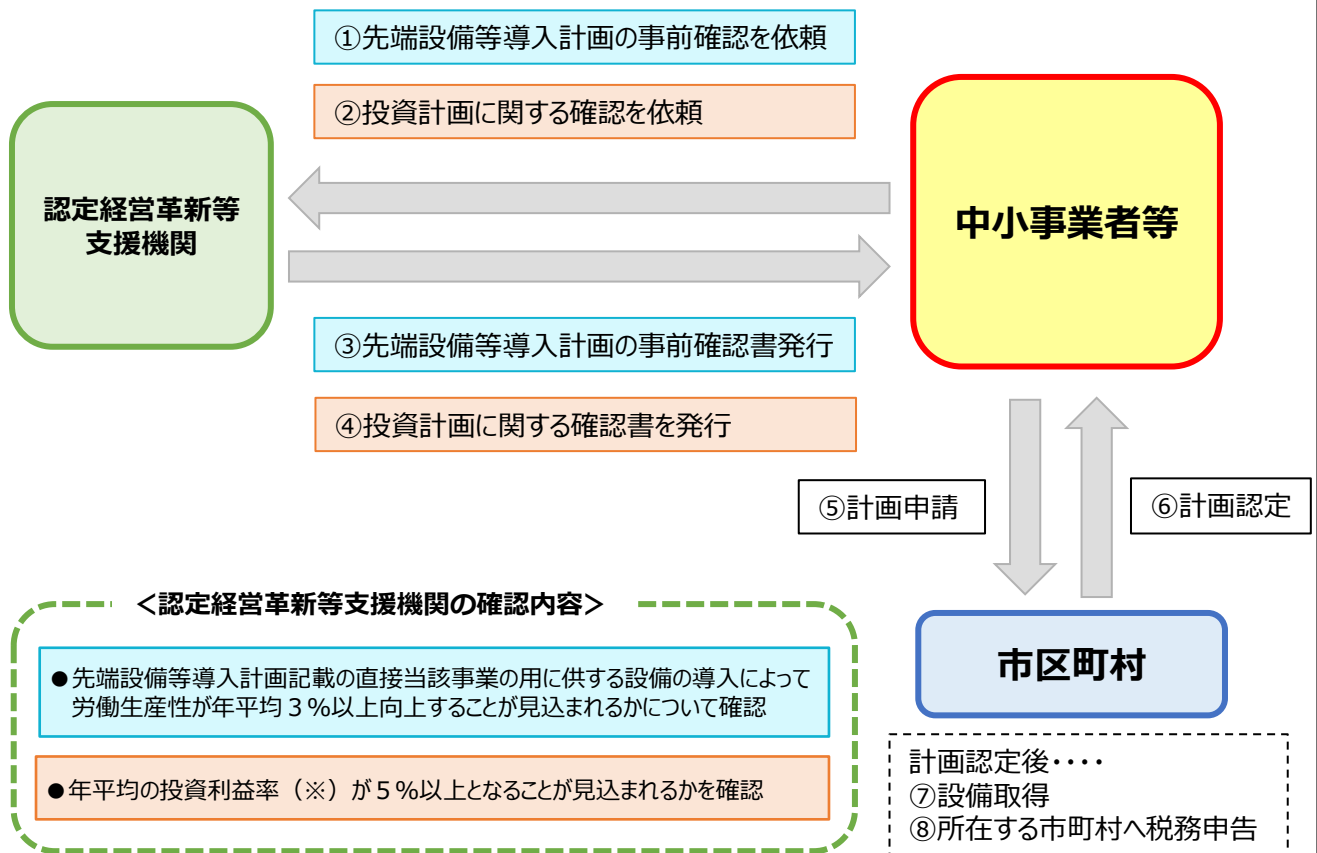 ①先端設備等導入計画の事前確認を依頼
②投資計画に関する確認を依頼
認定経営革新等
支援機関
中小事業者等
③先端設備等導入計画の事前確認書発行
④投資計画に関する確認書を発行
⑤計画申請
⑥計画認定
＜認定経営革新等支援機関の確認内容＞
●先端設備等導入計画記載の直接当該事業の用に供する設備の導入によって
労働生産性が年平均３％以上向上することが見込まれるかについて確認
●年平均の投資利益率（※）が５％以上となることが見込まれるかを確認
市区町村
計画認定後・・・・
⑦設備取得
⑧所在する市町村へ税務申告